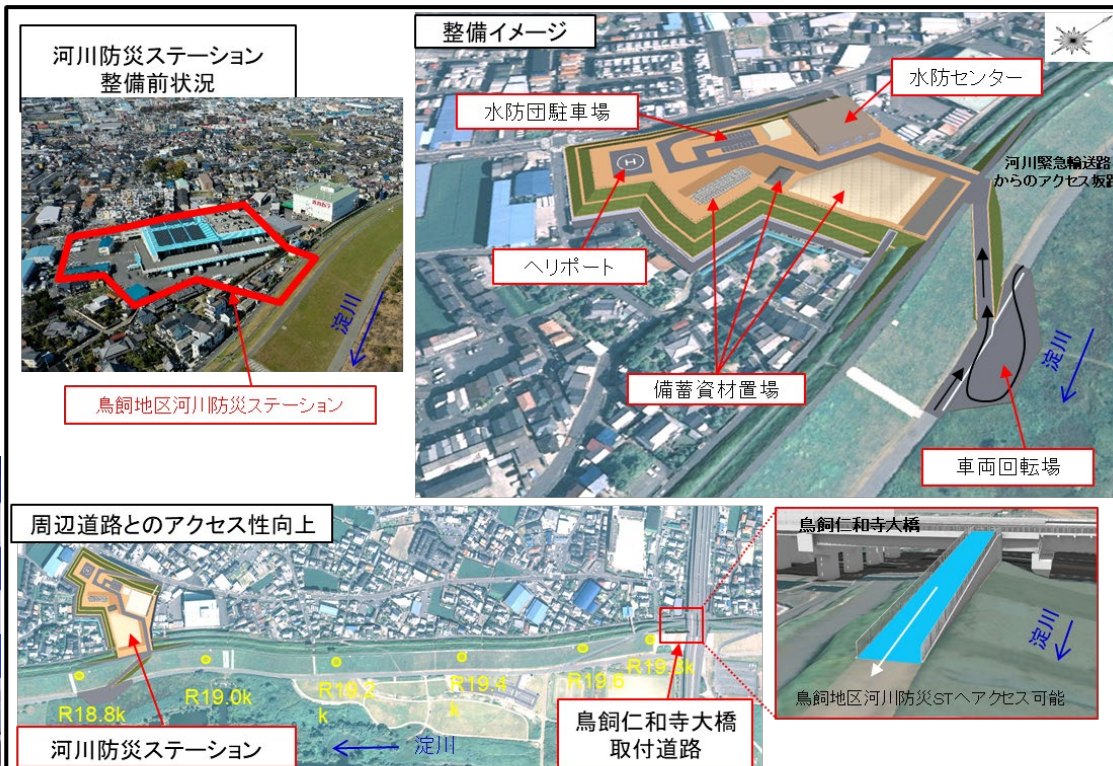 河川防災ステーション
整備前状況
淀川
鳥飼地区河川防災ステーション
整備イメージ
水防センター
水防団駐車場
河川緊急輸送路
からのアクセス坂路
H
ヘリポート
備蓄資材置場
淀川
車両回転場
周辺道路とのアクセス性向上
R18.8k
R19.0k
R19.2
k
R19.4
k
R19.6
R19.8k
河川防災ステーション
淀川
鳥飼仁和寺大橋
取付道路
鳥飼仁和寺大橋
淀川
鳥飼地区河川防災STへアクセス可能